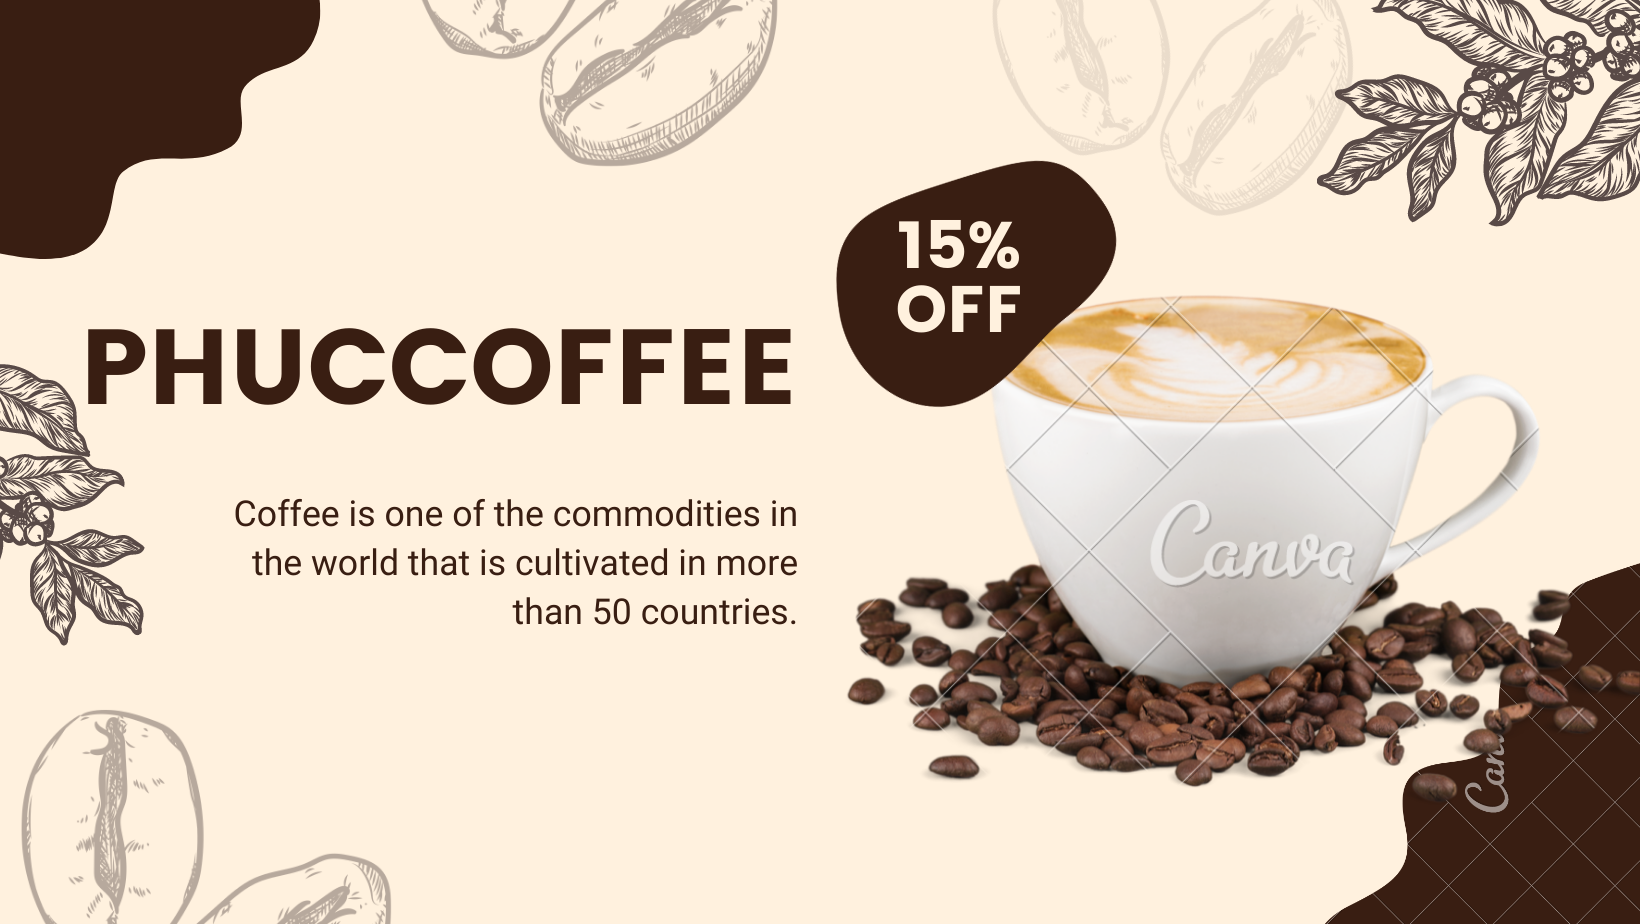 15%
OFF
PHUCCOFFEE
Coffee is one of the commodities in
the world that is cultivated in more
than 50 countries.
Canva
Can